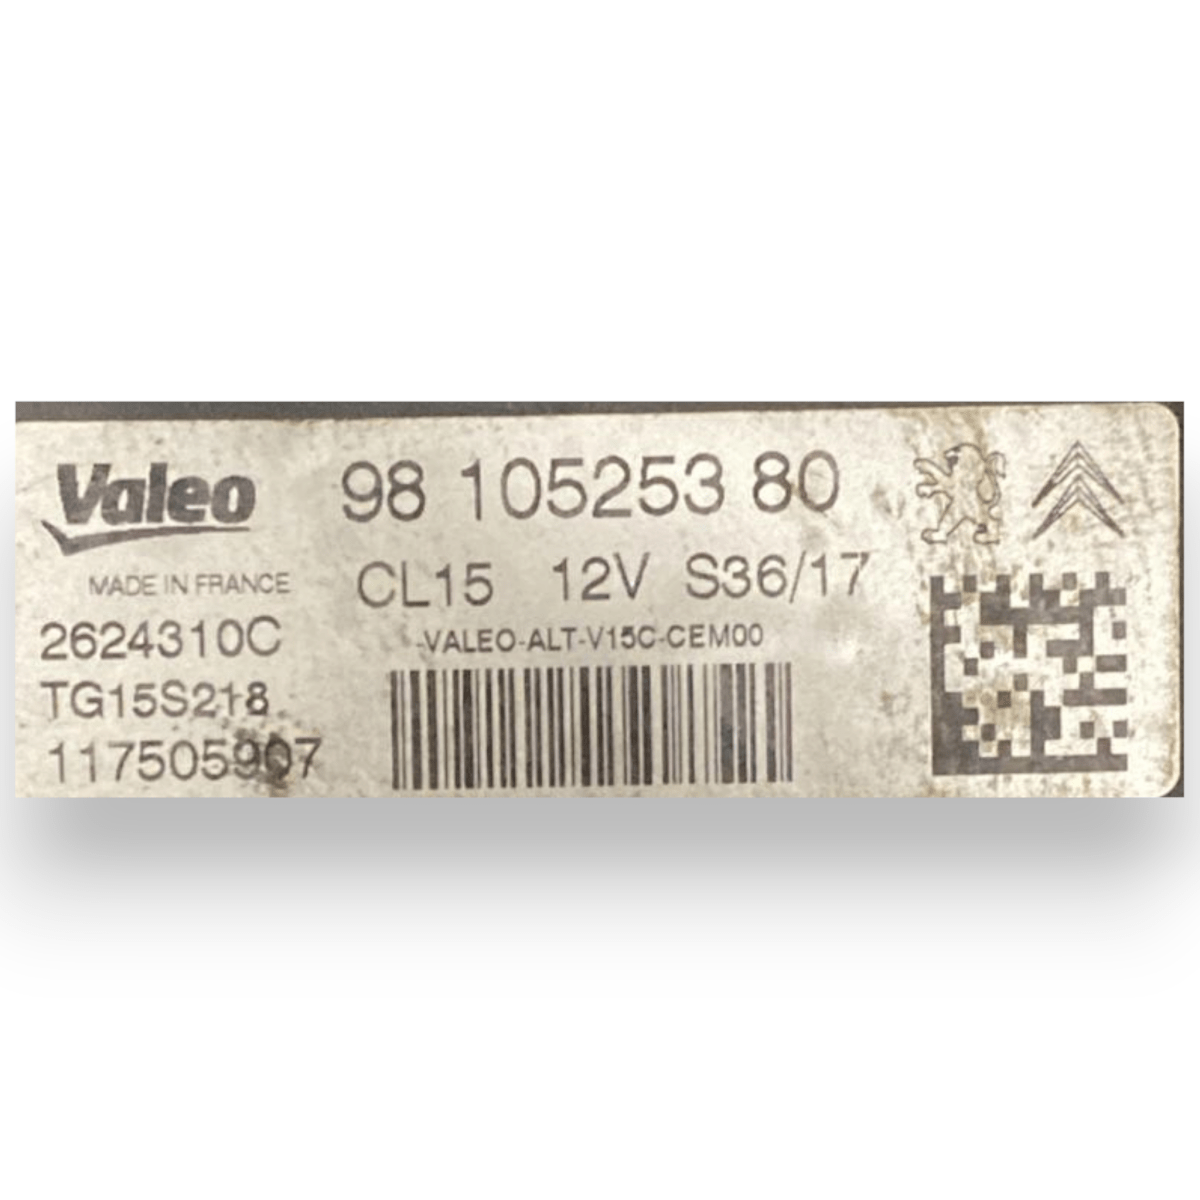 Valeo
98 105253 80
MADE IN FRANCE
CL15 12V S36/17
2624310C
-VALEO-ALT-V15C-CEM00
TG15S218
117505907